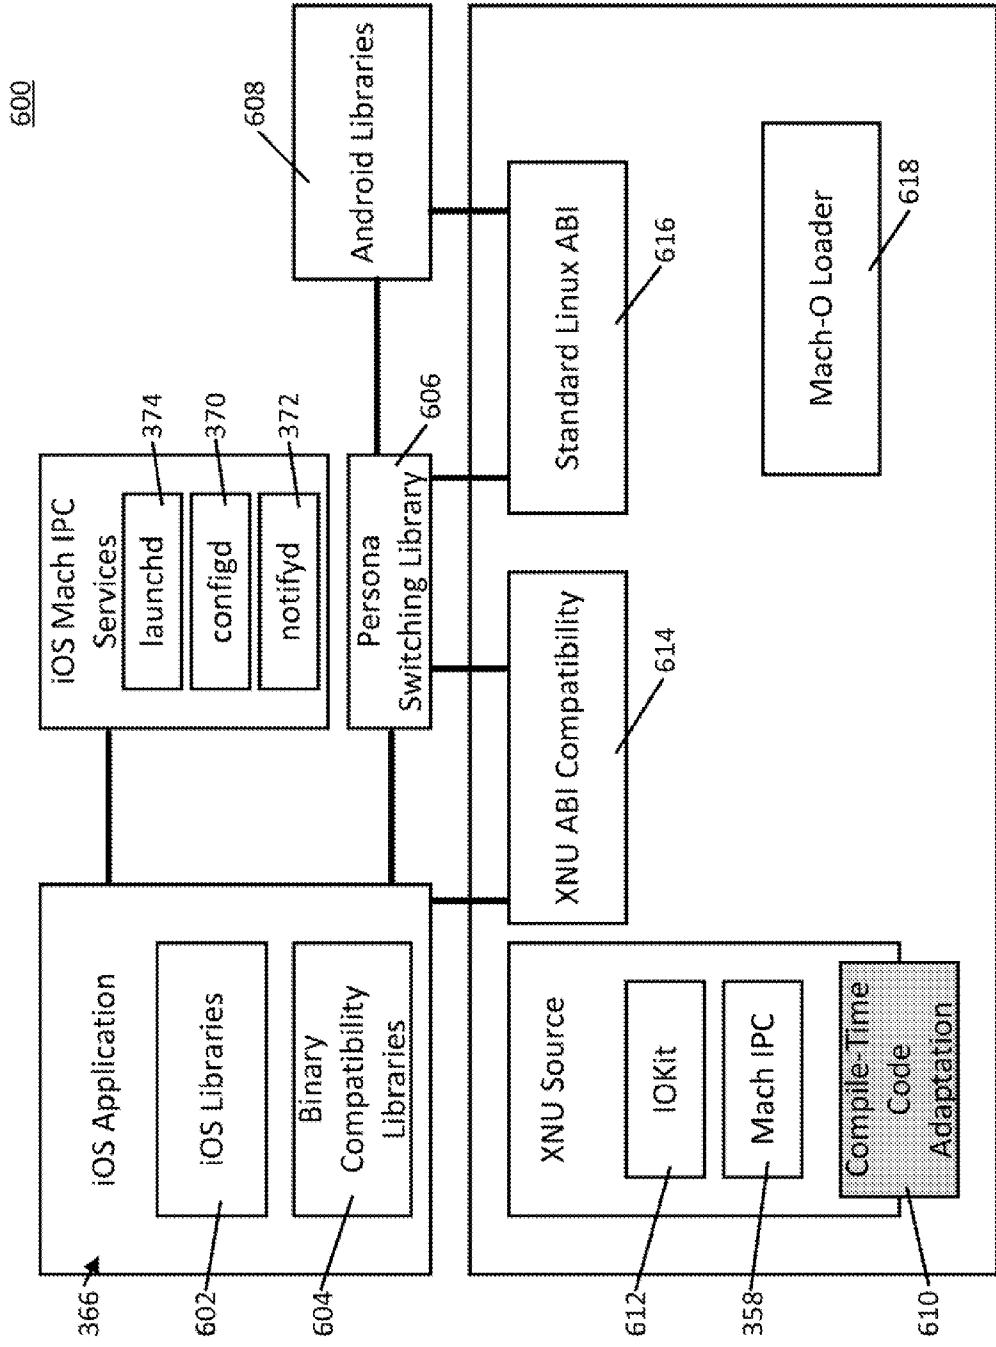 600
iOS Application
366
iOS Libraries
602
Binary
Compatibility
Libraries
604
iOS Mach IPC
Services
launchd
374
configd
370
notifyd
372
Persona
Switching Library
606
Android Libraries
608
XNU Source
IOKit
612
Mach IPC
358
Compile-Time
Code
Adaptation
610
XNU ABI Compatibility
614
Standard Linux ABI
616
Mach-O Loader
618